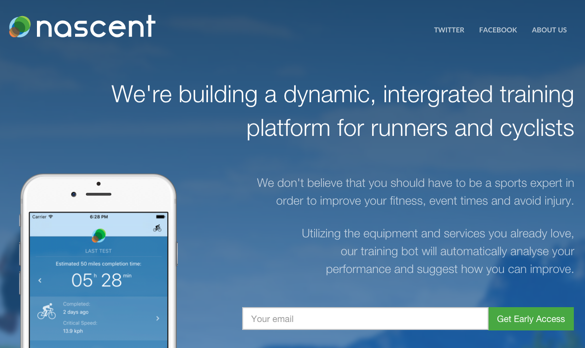 nascent
TWITTER FACEBOOK ABOUT US
We're building a dynamic, intergrated training
platform for runners and cyclists
We don't believe that you should have to be a sports expert in
order to improve your fitness, event times and avoid injury.
Utilizing the equipment and services you already love,
our training bot will automatically analyse your
performance and suggest how you can improve.
Your email
Get Early Access
Carrier 6:28 PM
LAST TEST
Estimated 50 miles completion time:
05 h 28 min
Completed:
2 days ago
Critical Speed:
13.9 kph